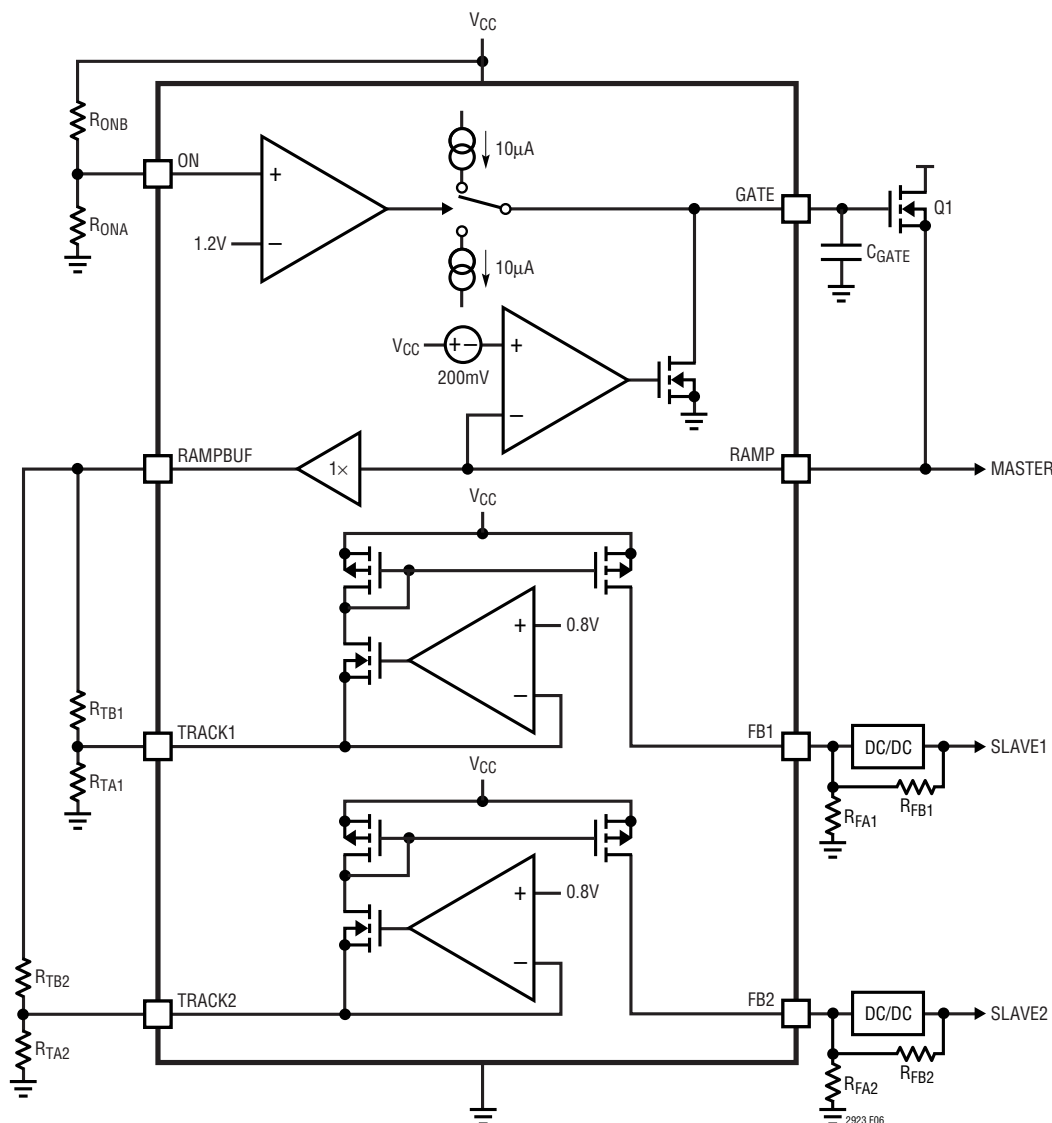 VCC
RONB
ON
10µA
GATE
Q1
+
RONA
1.2V
−
CGATE
10µA
VCC
+−
+
200mV
−
RAMPBUF
1×
RAMP
MASTER
VCC
+
0.8V
−
RTB1
TRACK1
FB1
DC/DC
SLAVE1
RTA1
VCC
RFB1
RFA1
+
0.8V
−
RTB2
TRACK2
FB2
DC/DC
SLAVE2
RTA2
RFB2
RFA2
2923 F06